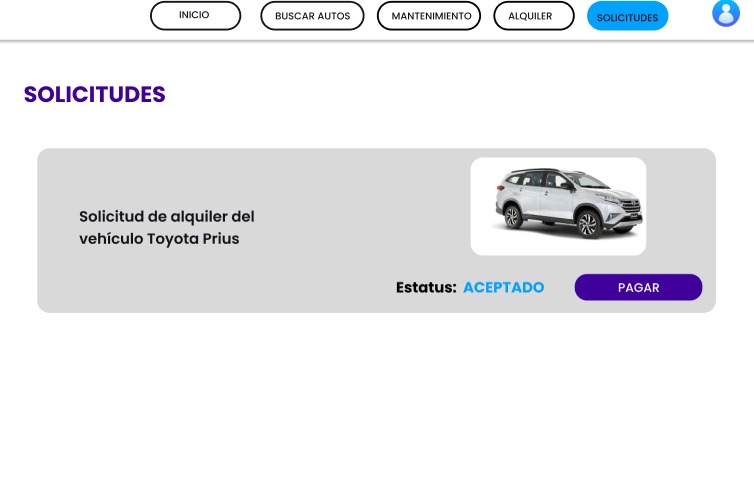 INICIO
BUSCAR AUTOS
MANTENIMIENTO
ALQUILER
SOLICITUDES
SOLICITUDES
Solicitud de alquiler del
vehículo Toyota Prius
Estatus: ACEPTADO
PAGAR